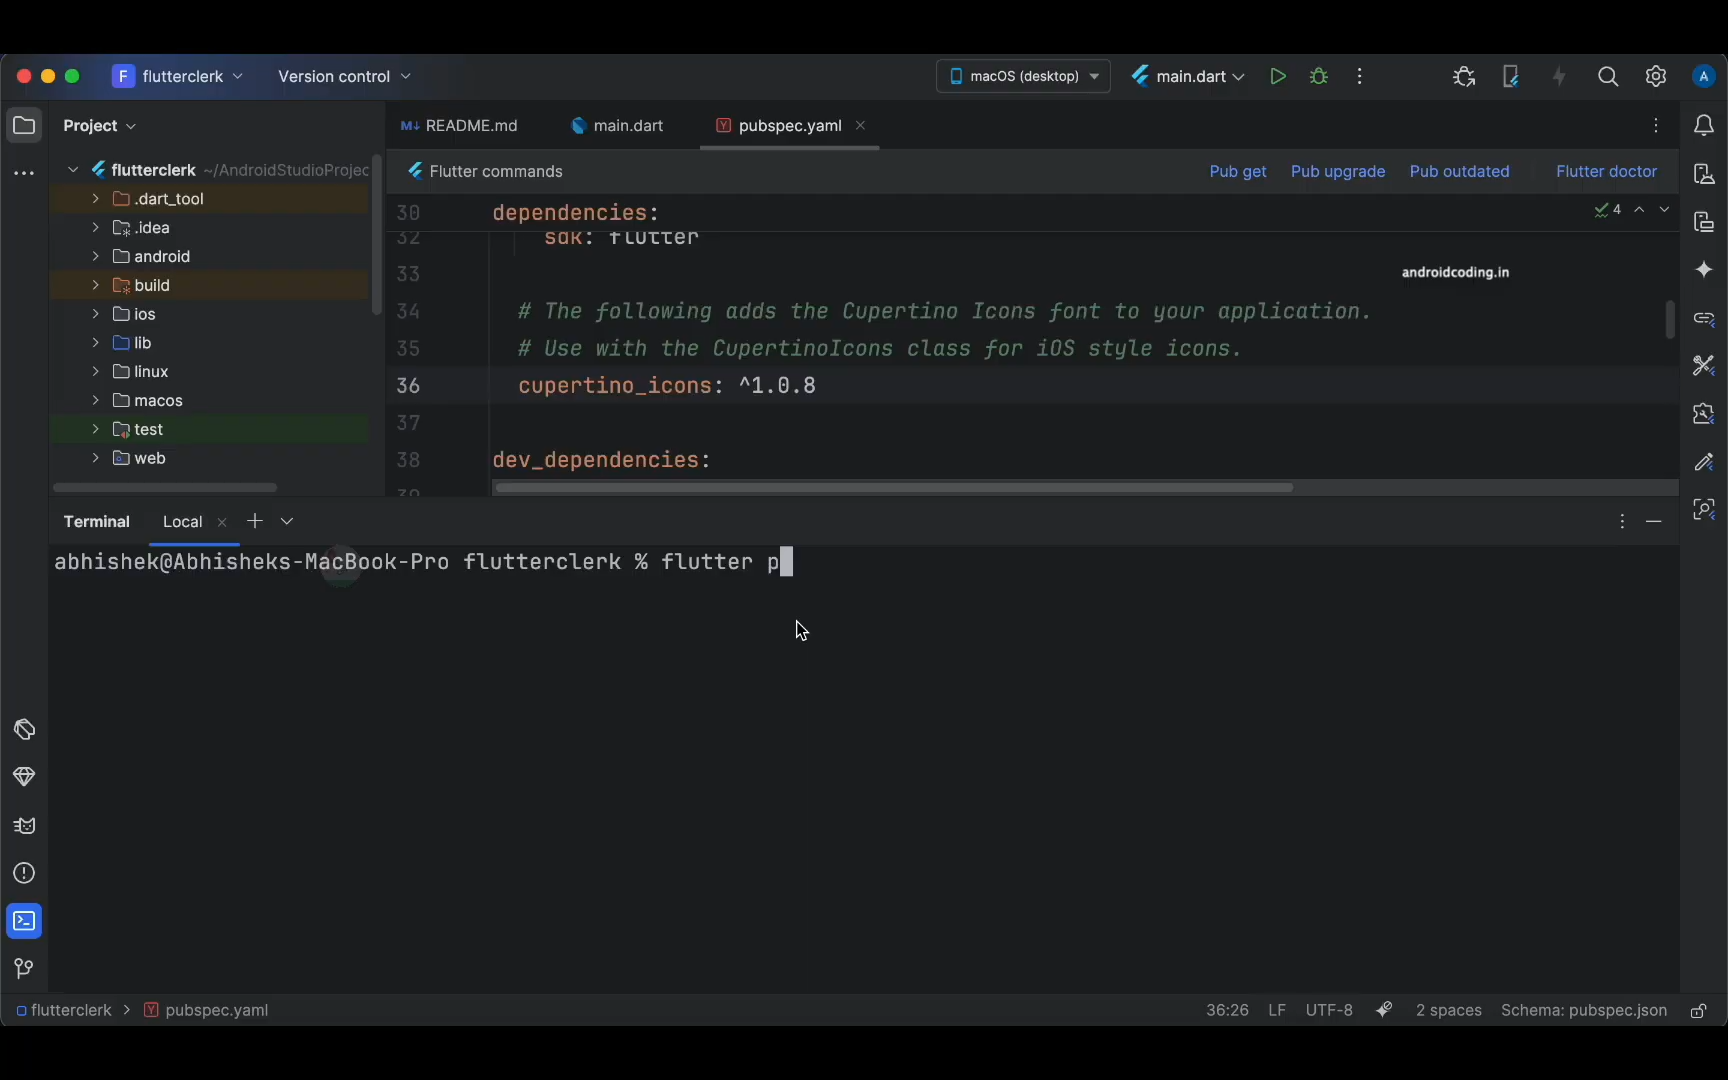 F flutterclerk Version control macOS (desktop) main.dart A
Project
README.md main.dart pubspec.yaml
flutterclerk ~/AndroidStudioProjec
Flutter commands Pub get Pub upgrade Pub outdated Flutter doctor
.dart_tool
.idea
android
build
ios
lib
linux
macos
test
web
30 dependencies: 4
32 sdk: flutter
33
androidcoding.in
34 # The following adds the Cupertino Icons font to your application.
35 # Use with the CupertinoIcons class for iOS style icons.
36 cupertino_icons: ^1.0.8
37
38 dev_dependencies:
39
Terminal Local
abhishek@Abhisheks-MacBook-Pro flutterclerk % flutter p
flutterclerk > pubspec.yaml 36:26 LF UTF-8 2 spaces Schema: pubspec.json